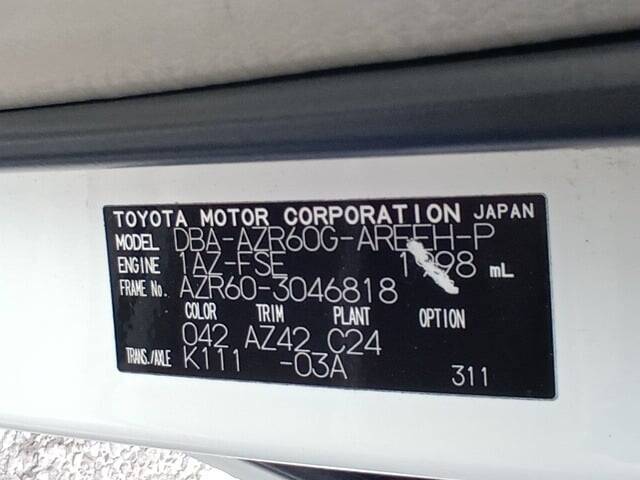 TOYOTA MOTOR CORPORATION JAPAN
MODEL DBA-AZR60G-AREEH-P
ENGINE 1AZ-FSE 1998 mL
FRAME No. AZR60-3046818
COLOR TRIM PLANT OPTION
042 AZ42 C24
TRANS./AXLE K111 -03A
311